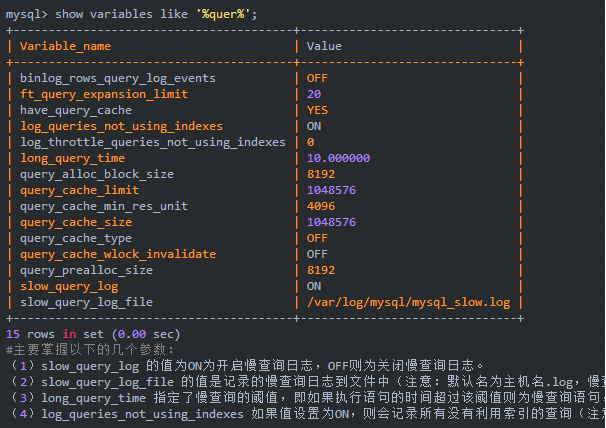 mysql> show variables like '%quer%';
+----------------------------------------+-------------------------------+
| Variable_name | Value |
+----------------------------------------+-------------------------------+
| binlog_rows_query_log_events | OFF |
| ft_query_expansion_limit | 20 |
| have_query_cache | YES |
| log_queries_not_using_indexes | ON |
| log_throttle_queries_not_using_indexes | 0 |
| long_query_time | 10.000000 |
| query_alloc_block_size | 8192 |
| query_cache_limit | 1048576 |
| query_cache_min_res_unit | 4096 |
| query_cache_size | 1048576 |
| query_cache_type | OFF |
| query_cache_wlock_invalidate | OFF |
| query_prealloc_size | 8192 |
| slow_query_log | ON |
| slow_query_log_file | /var/log/mysql/mysql_slow.log |
+----------------------------------------+-------------------------------+
15 rows in set (0.00 sec)
#主要掌握以下的几个参数:
（1）slow_query_log 的值为ON为开启慢查询日志，OFF则为关闭慢查询日志。
（2）slow_query_log_file 的值是记录的慢查询日志到文件中（注意：默认名为主机名.log，慢查
（3）long_query_time 指定了慢查询的阈值，即如果执行语句的时间超过该阈值则为慢查询语句，
（4）log_queries_not_using_indexes 如果值设置为ON，则会记录所有没有利用索引的查询（注意